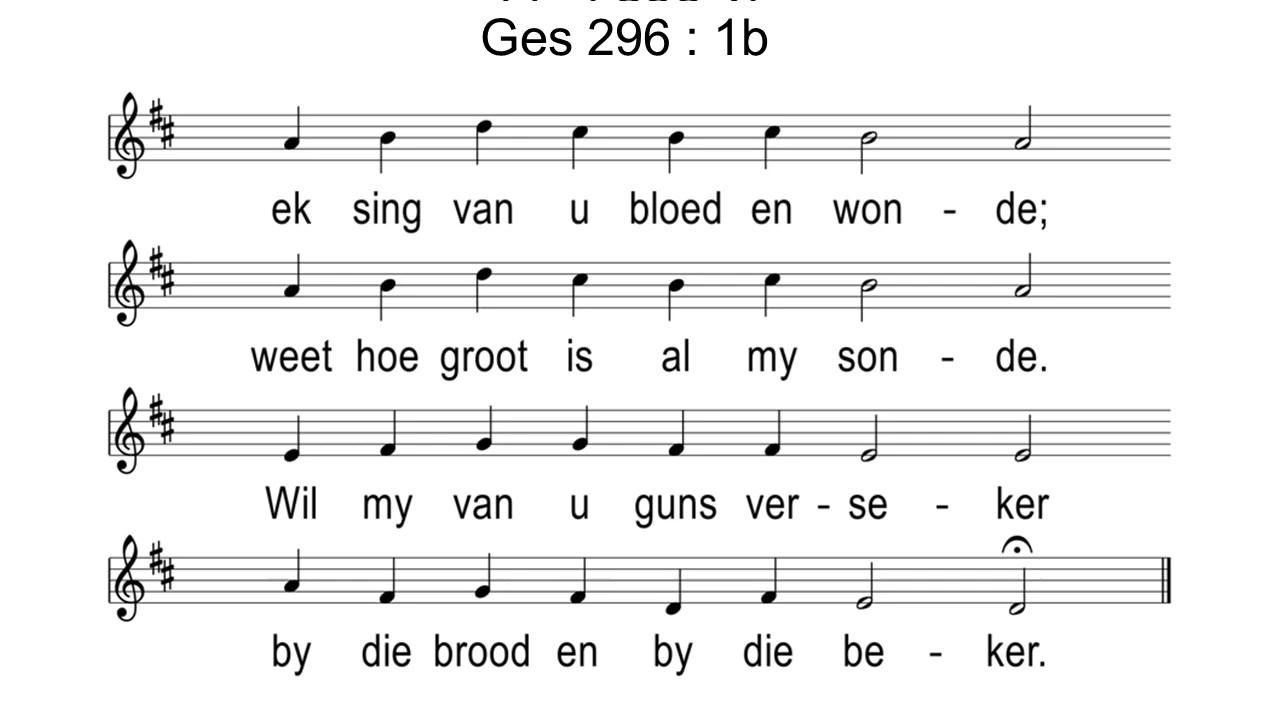 Ges 296 : 1b
ek sing van u bloed en won - de;
weet hoe groot is al my son - de.
Wil my van u guns ver - se - ker
by die brood en by die be - ker.